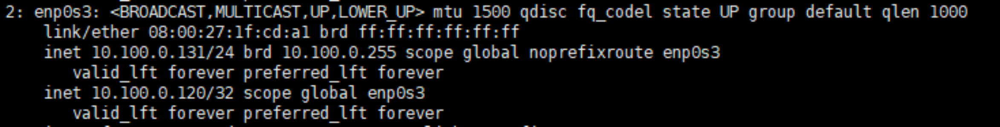 2: enp0s3: <BROADCAST,MULTICAST,UP,LOWER_UP> mtu 1500 qdisc fq_codel state UP group default qlen 1000
link/ether 08:00:27:1f:cd:a1 brd ff:ff:ff:ff:ff:ff
inet 10.100.0.131/24 brd 10.100.0.255 scope global noprefixroute enp0s3
valid_lft forever preferred_lft forever
inet 10.100.0.120/32 scope global enp0s3
valid_lft forever preferred_lft forever